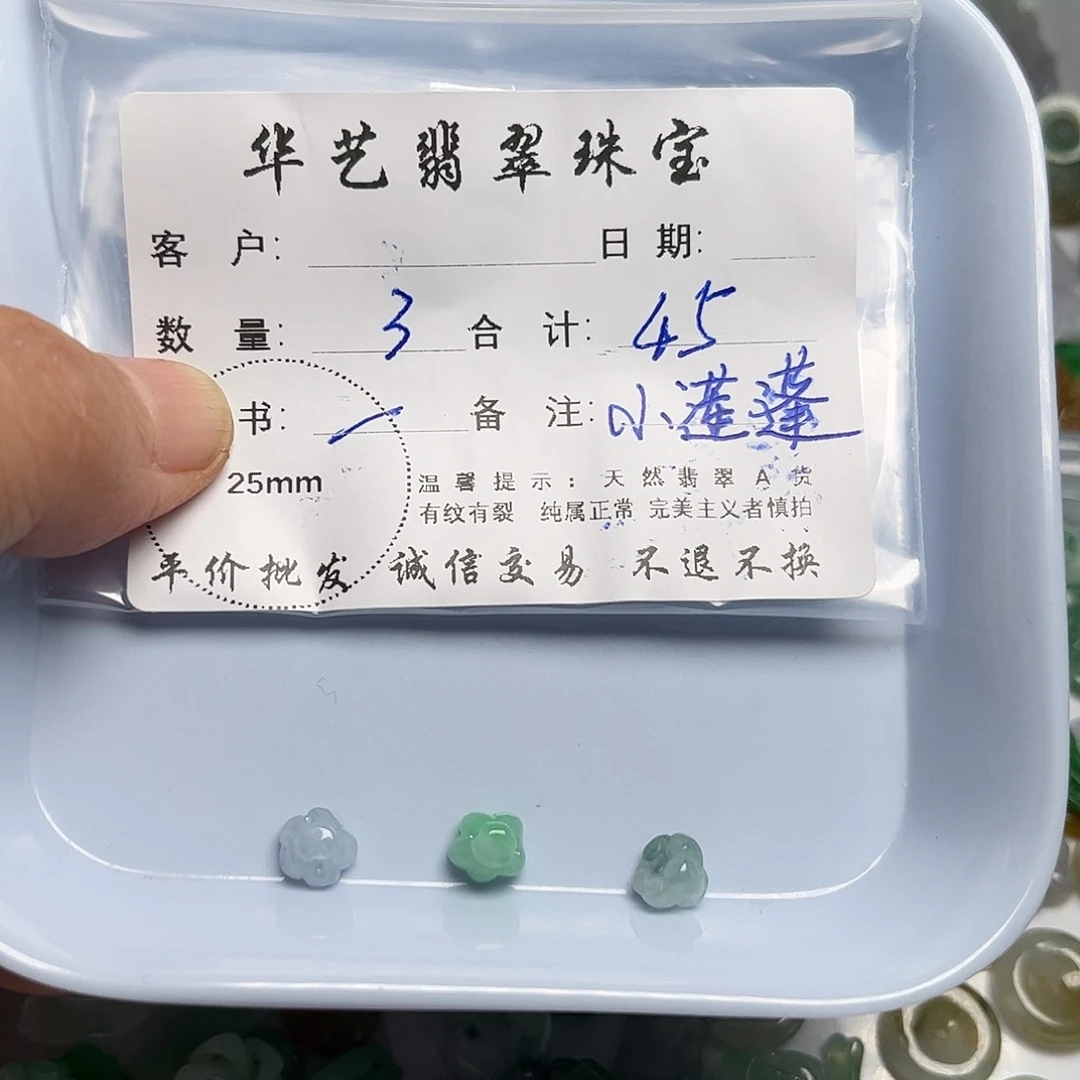 华艺翡翠珠宝
客 户: 日 期:
数 量: 3 合 计: 45
书: 一 备 注: 小莲蓬
25mm
温馨提示: 天然翡翠A货
有纹有裂 纯属正常 完美主义者慎拍
平价批发 诚信交易 不退不换